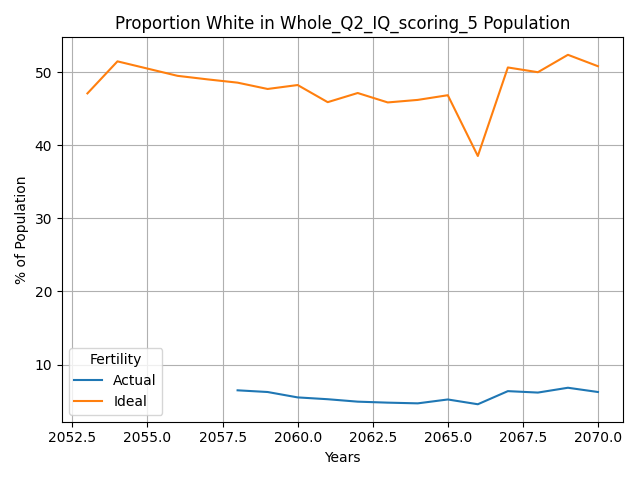 Proportion White in Whole_Q2_IQ_scoring_5 Population
% of Population
50
40
30
20
10
Fertility
Actual
Ideal
2052.5 2055.0 2057.5 2060.0 2062.5 2065.0 2067.5 2070.0
Years